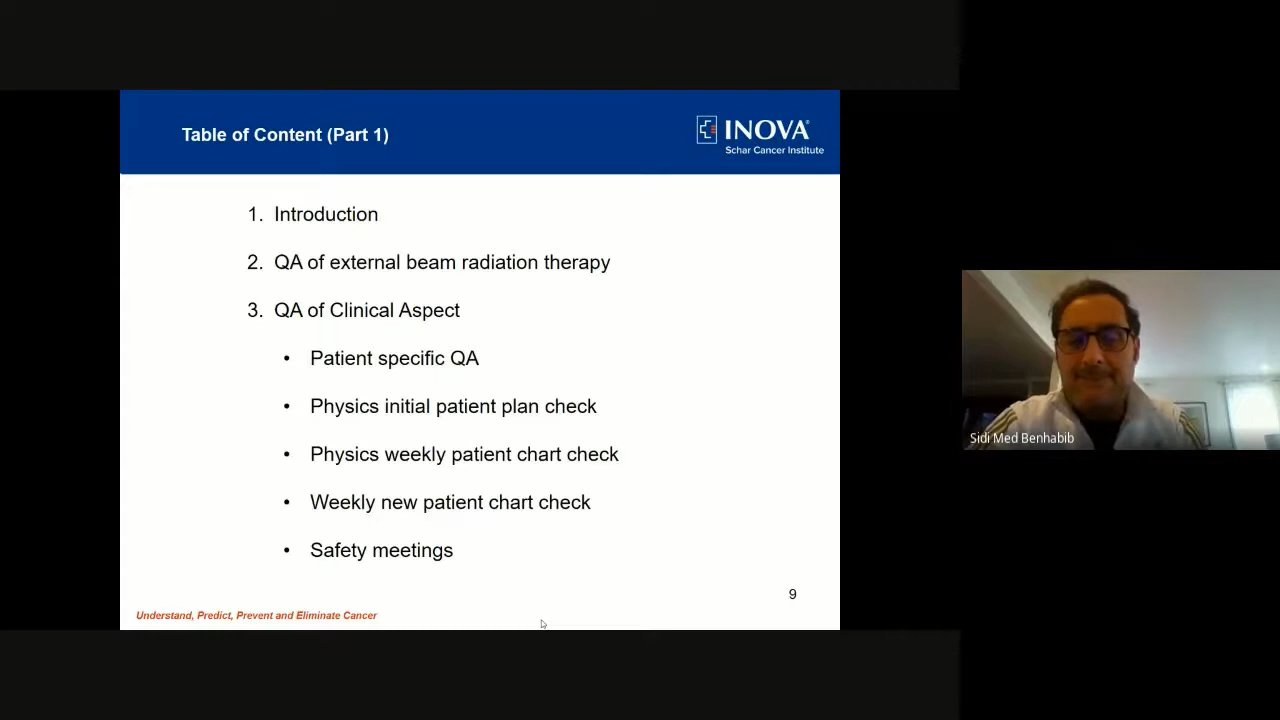 Table of Content (Part 1)
INOVA®
Schar Cancer Institute
1. Introduction
2. QA of external beam radiation therapy
3. QA of Clinical Aspect
• Patient specific QA
• Physics initial patient plan check
• Physics weekly patient chart check
• Weekly new patient chart check
• Safety meetings
9
Understand, Predict, Prevent and Eliminate Cancer
Sidi Med Benhabib